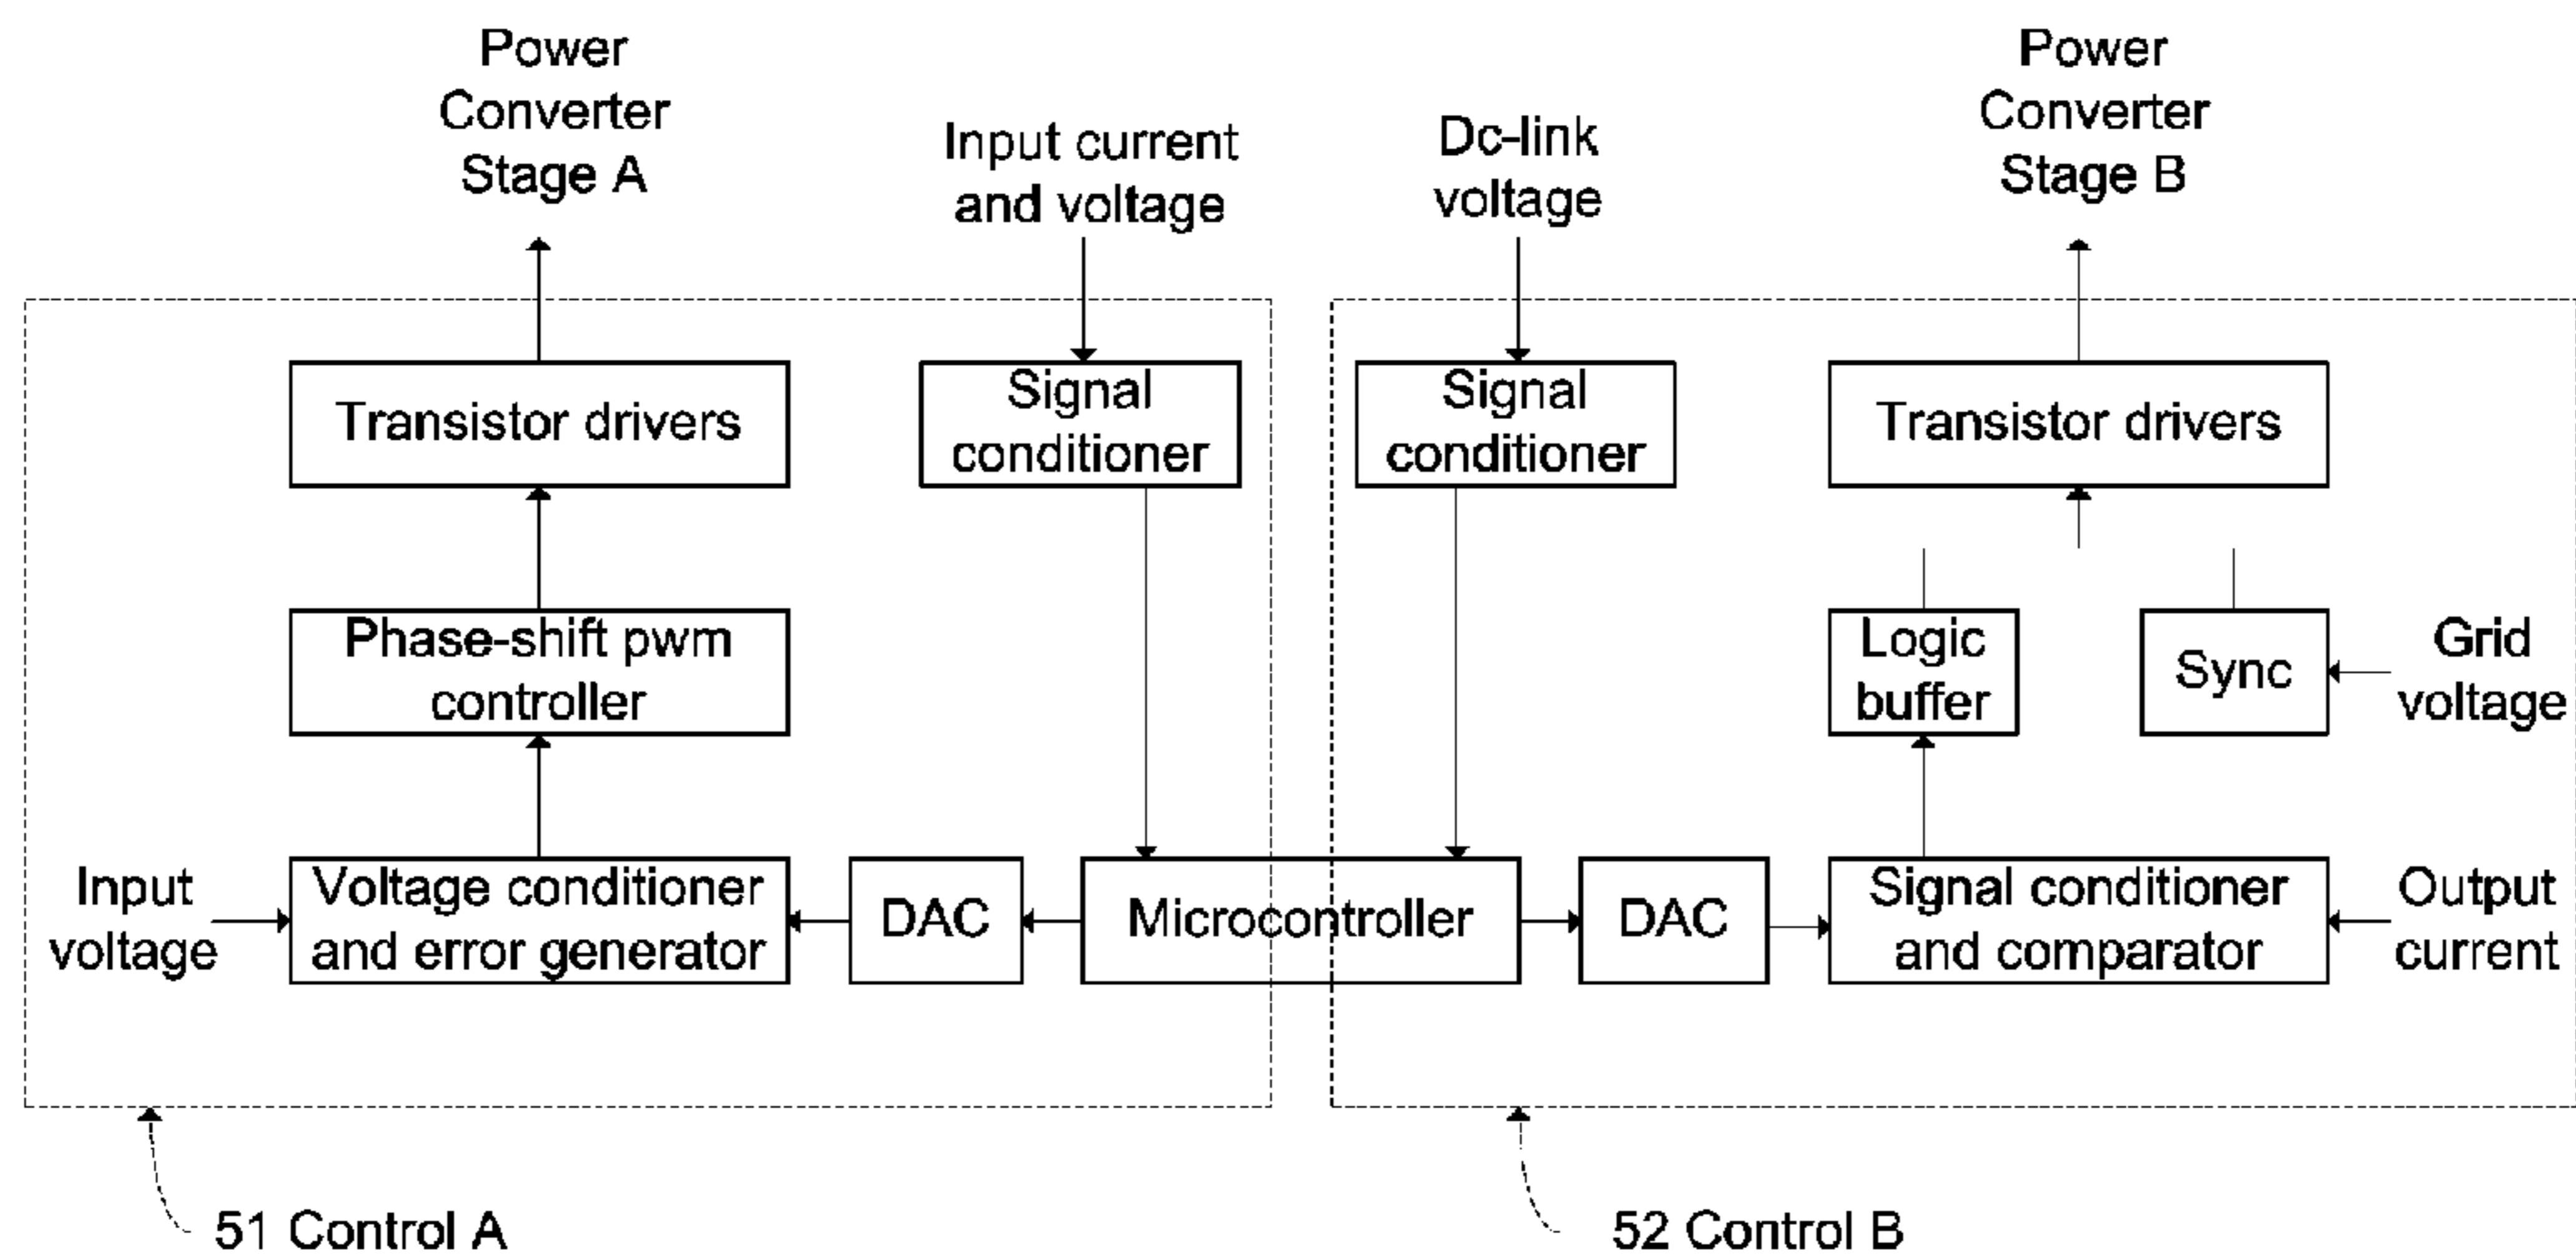 Power
Converter
Stage A
Input current
and voltage
Dc-link
voltage
Power
Converter
Stage B
Transistor drivers
Signal
conditioner
Signal
conditioner
Transistor drivers
Phase-shift pwm
controller
Logic
buffer
Sync
Grid
voltage
Input
voltage
Voltage conditioner
and error generator
DAC
Microcontroller
DAC
Signal conditioner
and comparator
Output
current
51 Control A
52 Control B